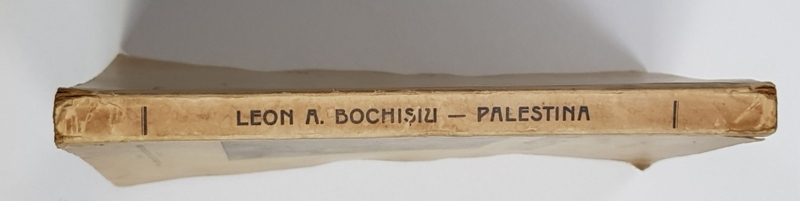 LEON A. BOCHIȘIU — PALESTINA